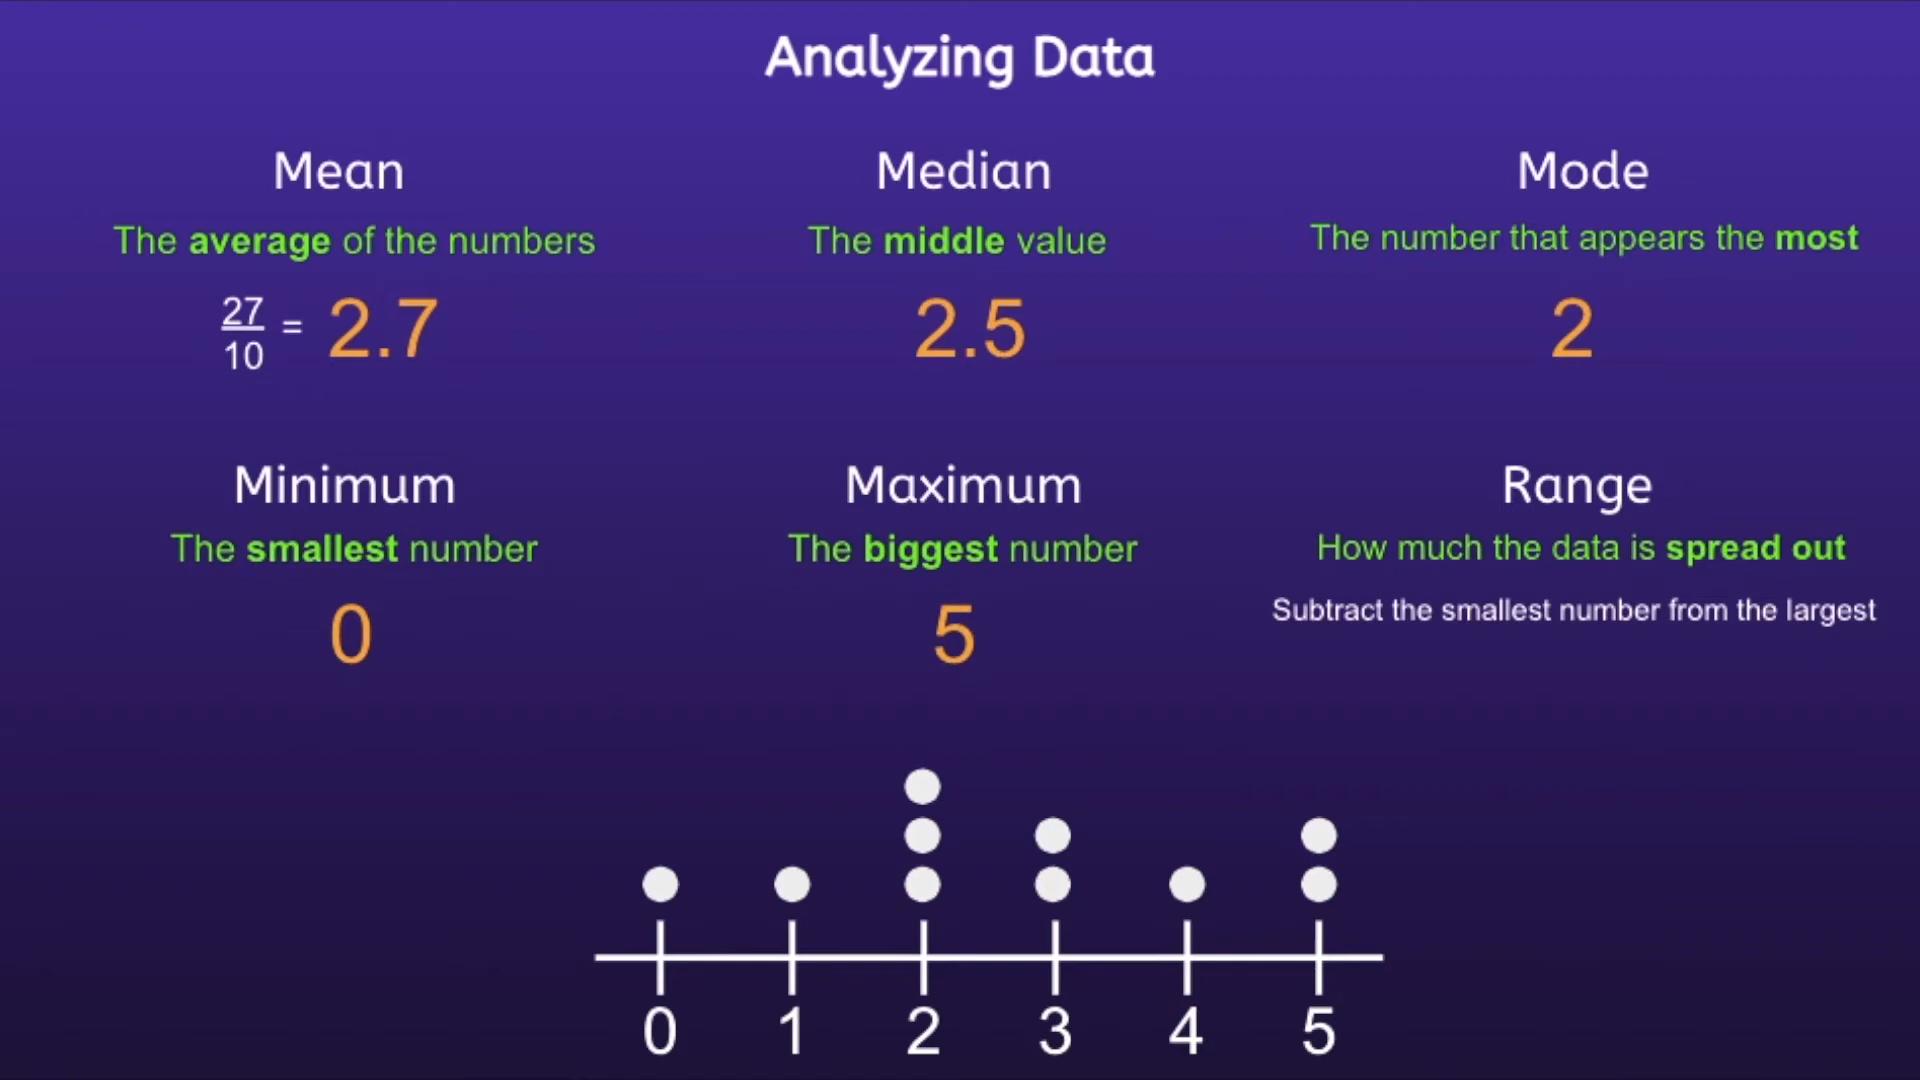 Analyzing Data
Mean
The average of the numbers
27
10
= 2.7
Median
The middle value
2.5
Mode
The number that appears the most
2
Minimum
The smallest number
0
Maximum
The biggest number
5
Range
How much the data is spread out
Subtract the smallest number from the largest
0 1 2 3 4 5